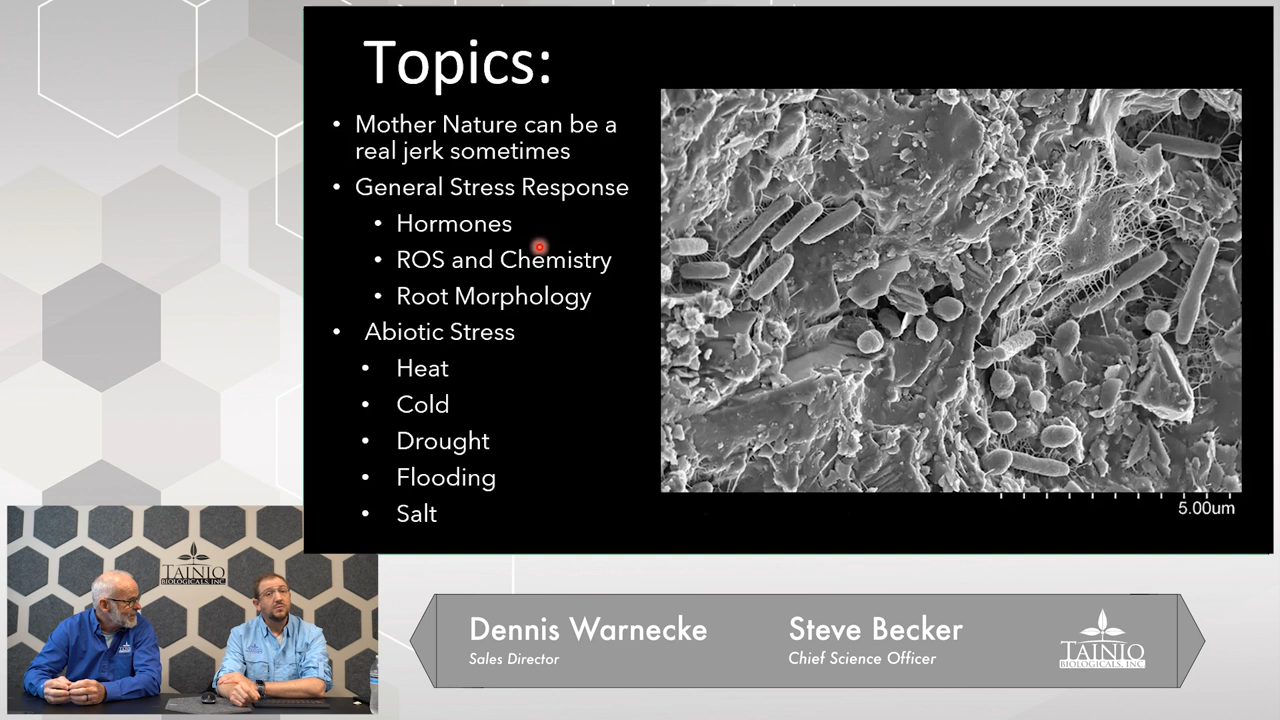 Topics:
• Mother Nature can be a
real jerk sometimes
• General Stress Response
• Hormones
• ROS and Chemistry
• Root Morphology
• Abiotic Stress
• Heat
• Cold
• Drought
• Flooding
• Salt
5.00um
TAINIO
BIOLOGICALS, INC
Dennis Warnecke
Sales Director
Steve Becker
Chief Science Officer
TAINIO
BIOLOGICALS, INC